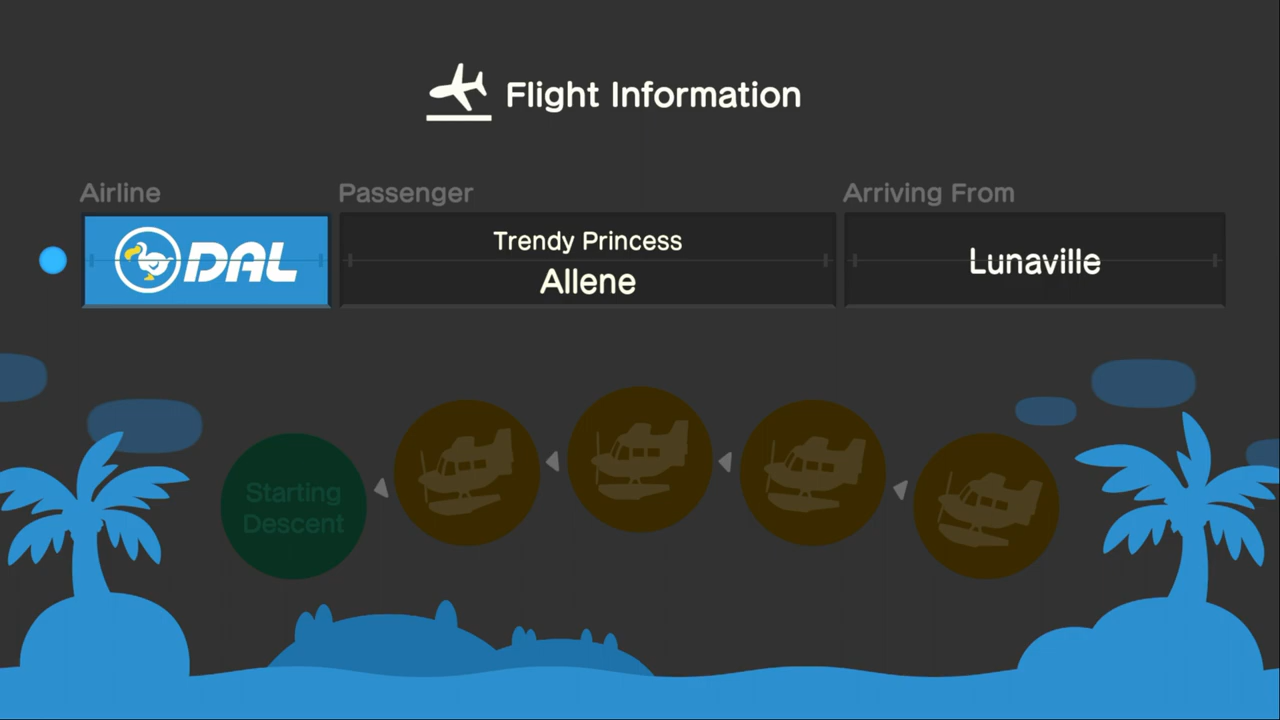 Flight Information
Airline
Passenger
Arriving From
DAL
Trendy Princess
Allene
Lunaville
Starting
Descent